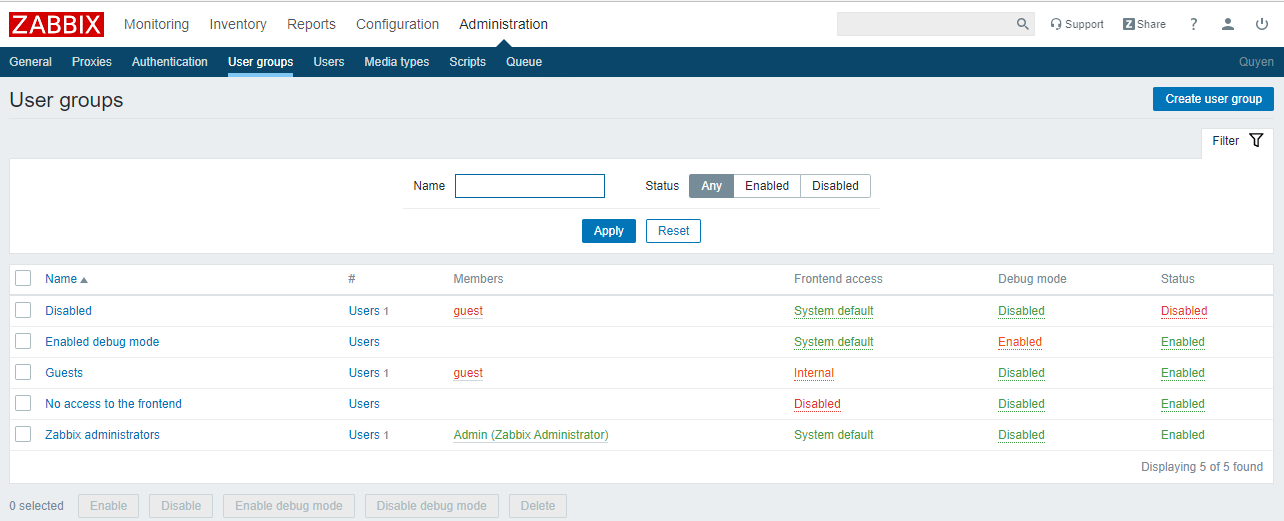 ZABBIX Monitoring Inventory Reports Configuration Administration Support Z Share ?
General Proxies Authentication User groups Users Media types Scripts Queue Quyen
User groups Create user group
Filter
Name Status Any Enabled Disabled
Apply Reset
Name # Members Frontend access Debug mode Status
Disabled Users 1 guest System default Disabled Disabled
Enabled debug mode Users System default Enabled Enabled
Guests Users 1 guest Internal Disabled Enabled
No access to the frontend Users Disabled Disabled Enabled
Zabbix administrators Users 1 Admin (Zabbix Administrator) System default Disabled Enabled
Displaying 5 of 5 found
0 selected Enable Disable Enable debug mode Disable debug mode Delete